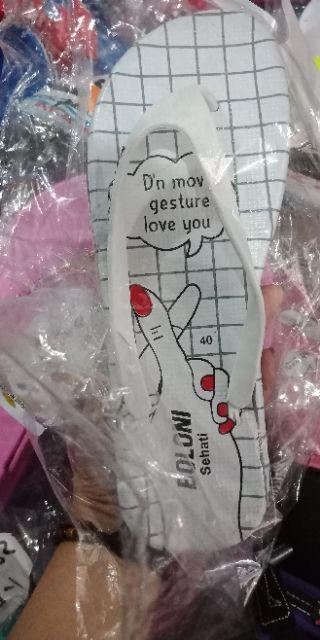 D'n mov
gesture
love you
40
BOLONI
Sehati